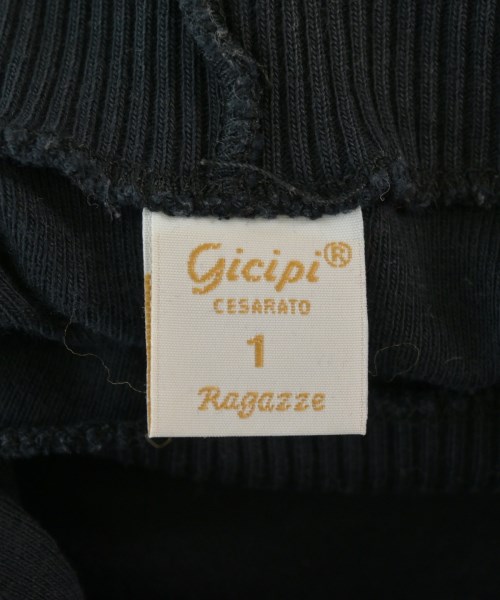 Gicipi®
CESARATO
1
Ragazze